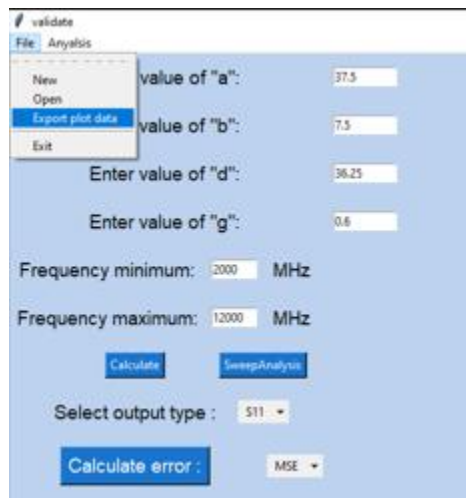 validate
File Anyalsis
New
Open
Export plot data
Exit
value of "a": 37.5
value of "b": 7.5
Enter value of "d": 36.25
Enter value of "g": 0.6
Frequency minimum: 2000 MHz
Frequency maximum: 12000 MHz
Calculate SweepAnalysis
Select output type : S11
Calculate error : MSE